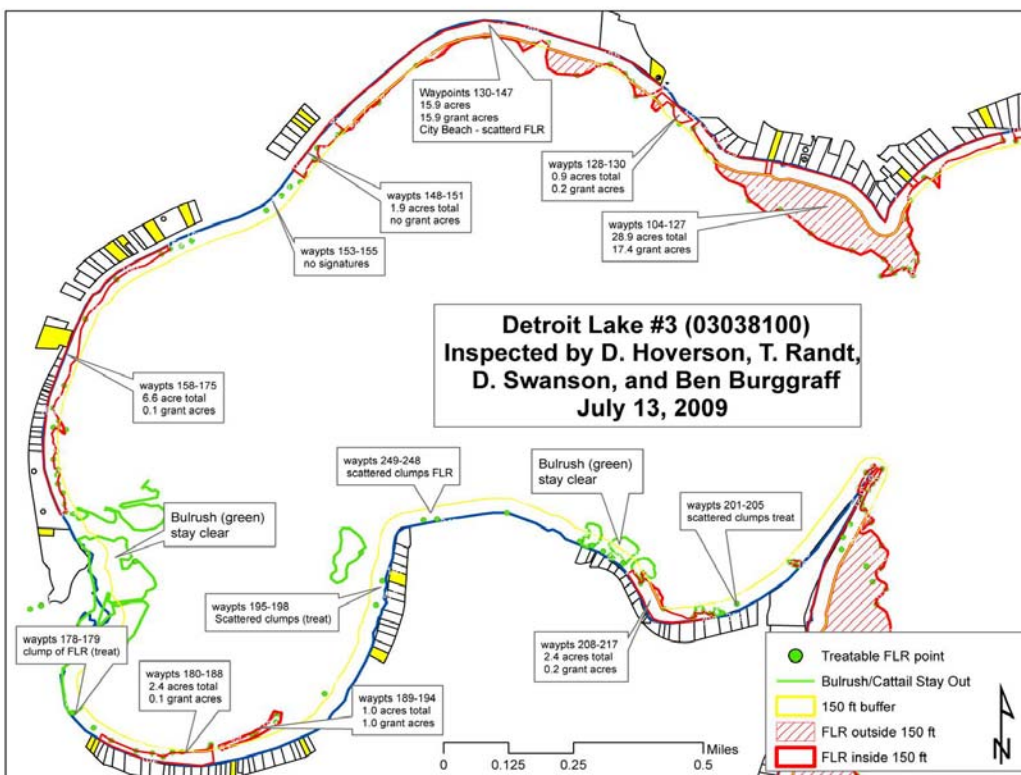 Waypoints 130-147
15.9 acres
15.9 grant acres
City Beach - scatterd FLR
waypts 128-130
0.9 acres total
0.2 grant acres
waypts 148-151
1.9 acres total
no grant acres
waypts 104-127
28.9 acres total
17.4 grant acres
waypts 153-155
no signatures
Detroit Lake #3 (03038100)
Inspected by D. Hoverson, T. Randt,
D. Swanson, and Ben Burggraff
July 13, 2009
waypts 158-175
6.6 acre total
0.1 grant acres
waypts 249-248
scattered clumps FLR
Bulrush (green)
stay clear
waypts 201-205
scattered clumps treat
Bulrush (green)
stay clear
waypts 195-198
Scattered clumps (treat)
waypts 178-179
clump of FLR (treat)
waypts 208-217
2.4 acres total
0.2 grant acres
waypts 180-188
2.4 acres total
0.1 grant acres
waypts 189-194
1.0 acres total
1.0 grant acres
Treatable FLR point
Bulrush/Cattail Stay Out
150 ft buffer
FLR outside 150 ft
FLR inside 150 ft
N
Miles
0 0.125 0.25 0.5